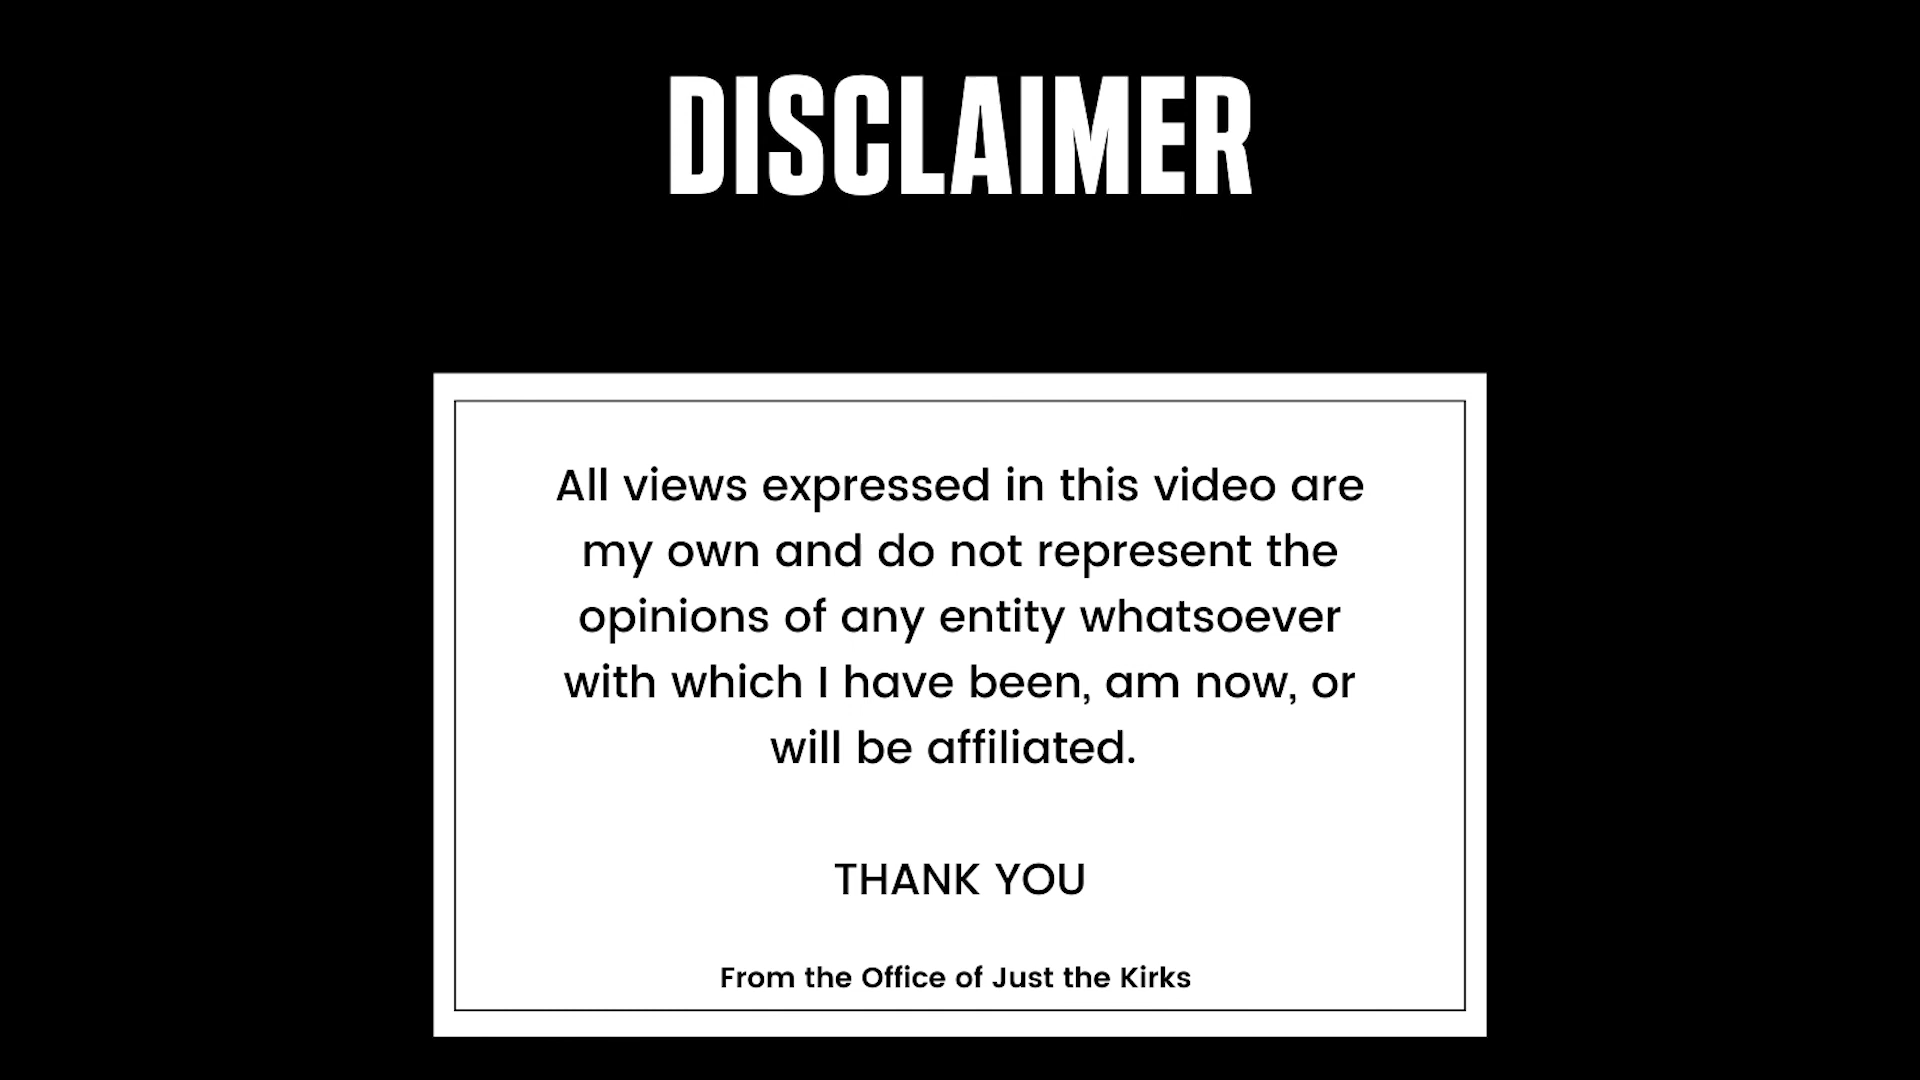 DISCLAIMER
All views expressed in this video are
my own and do not represent the
opinions of any entity whatsoever
with which I have been, am now, or
will be affiliated.
THANK YOU
From the Office of Just the Kirks